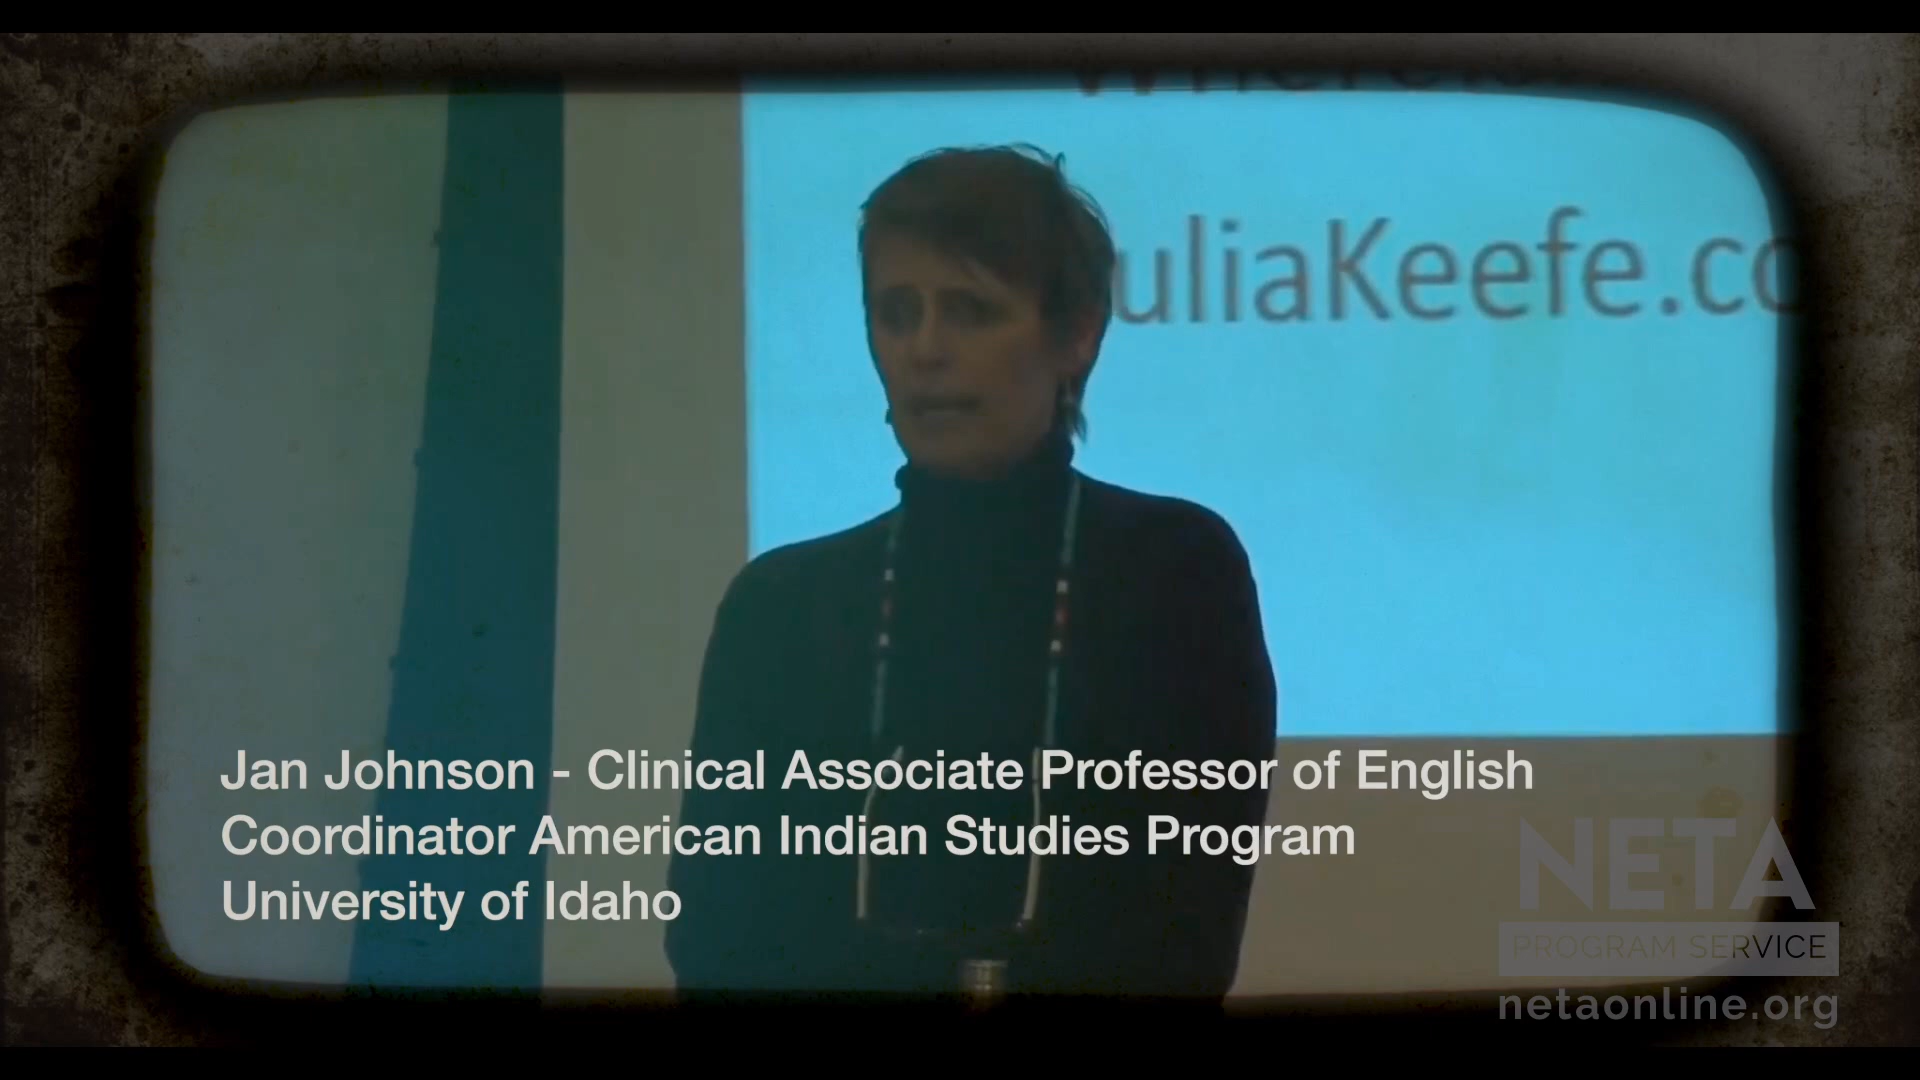 uliaKeefe.co
Jan Johnson - Clinical Associate Professor of English
Coordinator American Indian Studies Program
University of Idaho
NETA
PROGRAM SERVICE
netaonline.org